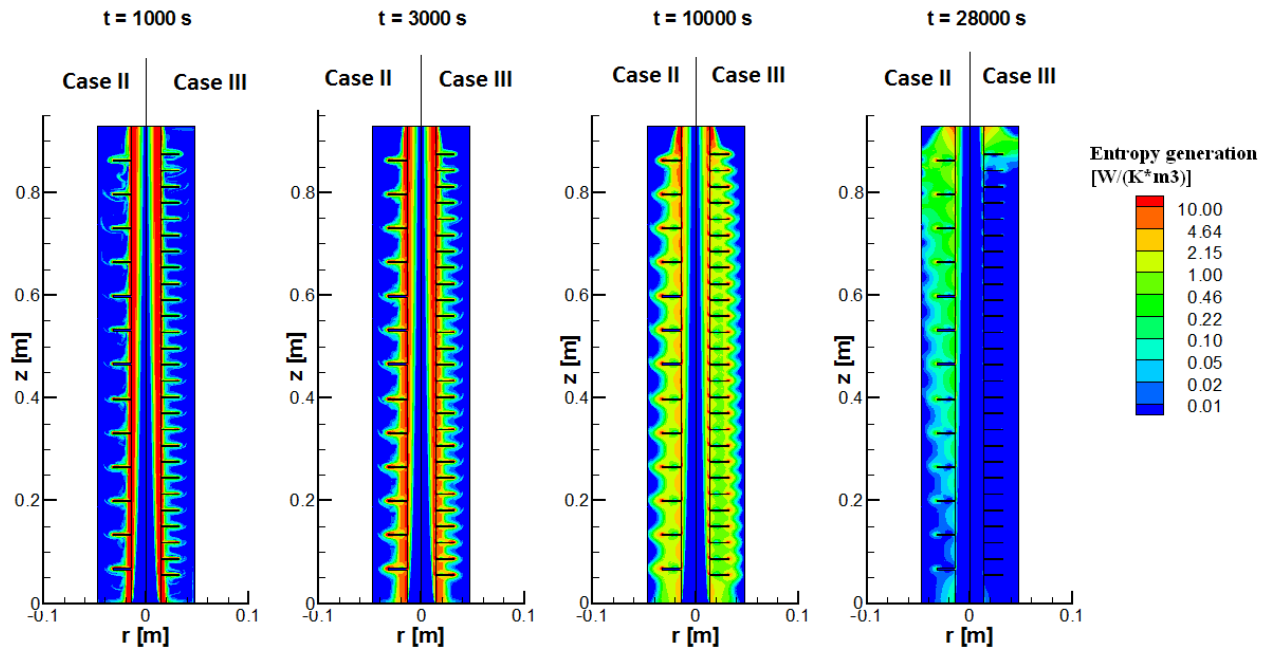 t = 1000 s
t = 3000 s
t = 10000 s
t = 28000 s
Case II
Case III
Case II
Case III
Case II
Case III
Case II
Case III
z [m]
0.8
0.6
0.4
0.2
0
-0.1
0
0.1
r [m]
z [m]
0.8
0.6
0.4
0.2
0
-0.1
0
0.1
r [m]
z [m]
0.8
0.6
0.4
0.2
0
-0.1
0
0.1
r [m]
z [m]
0.8
0.6
0.4
0.2
0
-0.1
0
0.1
r [m]
Entropy generation
[W/(K*m3)]
10.00
4.64
2.15
1.00
0.46
0.22
0.10
0.05
0.02
0.01